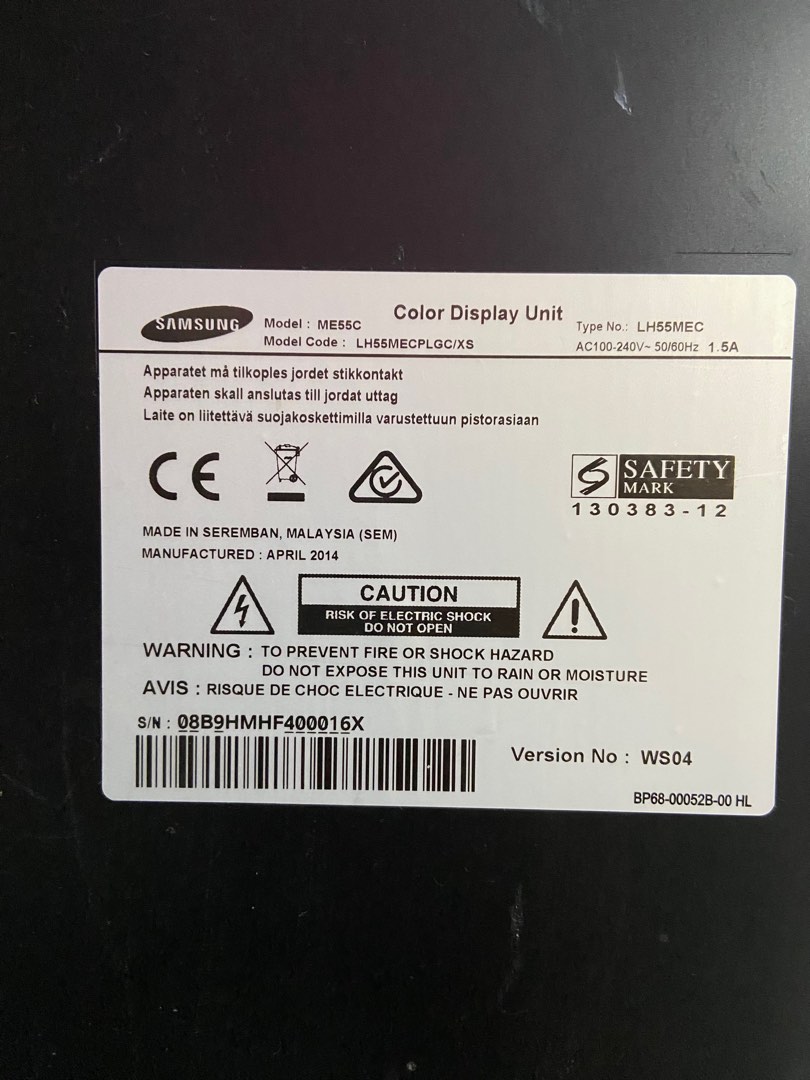 SAMSUNG
Model : ME55C
Color Display Unit
Type No.: LH55MEC
Model Code : LH55MECPLGC/XS
AC100-240V~ 50/60Hz 1.5A
Apparatet må tilkoples jordet stikkontakt
Apparaten skall anslutas till jordat uttag
Laite on liitettävä suojakoskettimilla varustettuun pistorasiaan
CE
SAFETY
MARK
130383-12
MADE IN SEREMBAN, MALAYSIA (SEM)
MANUFACTURED : APRIL 2014
CAUTION
RISK OF ELECTRIC SHOCK
DO NOT OPEN
WARNING : TO PREVENT FIRE OR SHOCK HAZARD
DO NOT EXPOSE THIS UNIT TO RAIN OR MOISTURE
AVIS : RISQUE DE CHOC ELECTRIQUE - NE PAS OUVRIR
S/N : 08B9HMHF400016X
Version No : WS04
BP68-00052B-00 HL